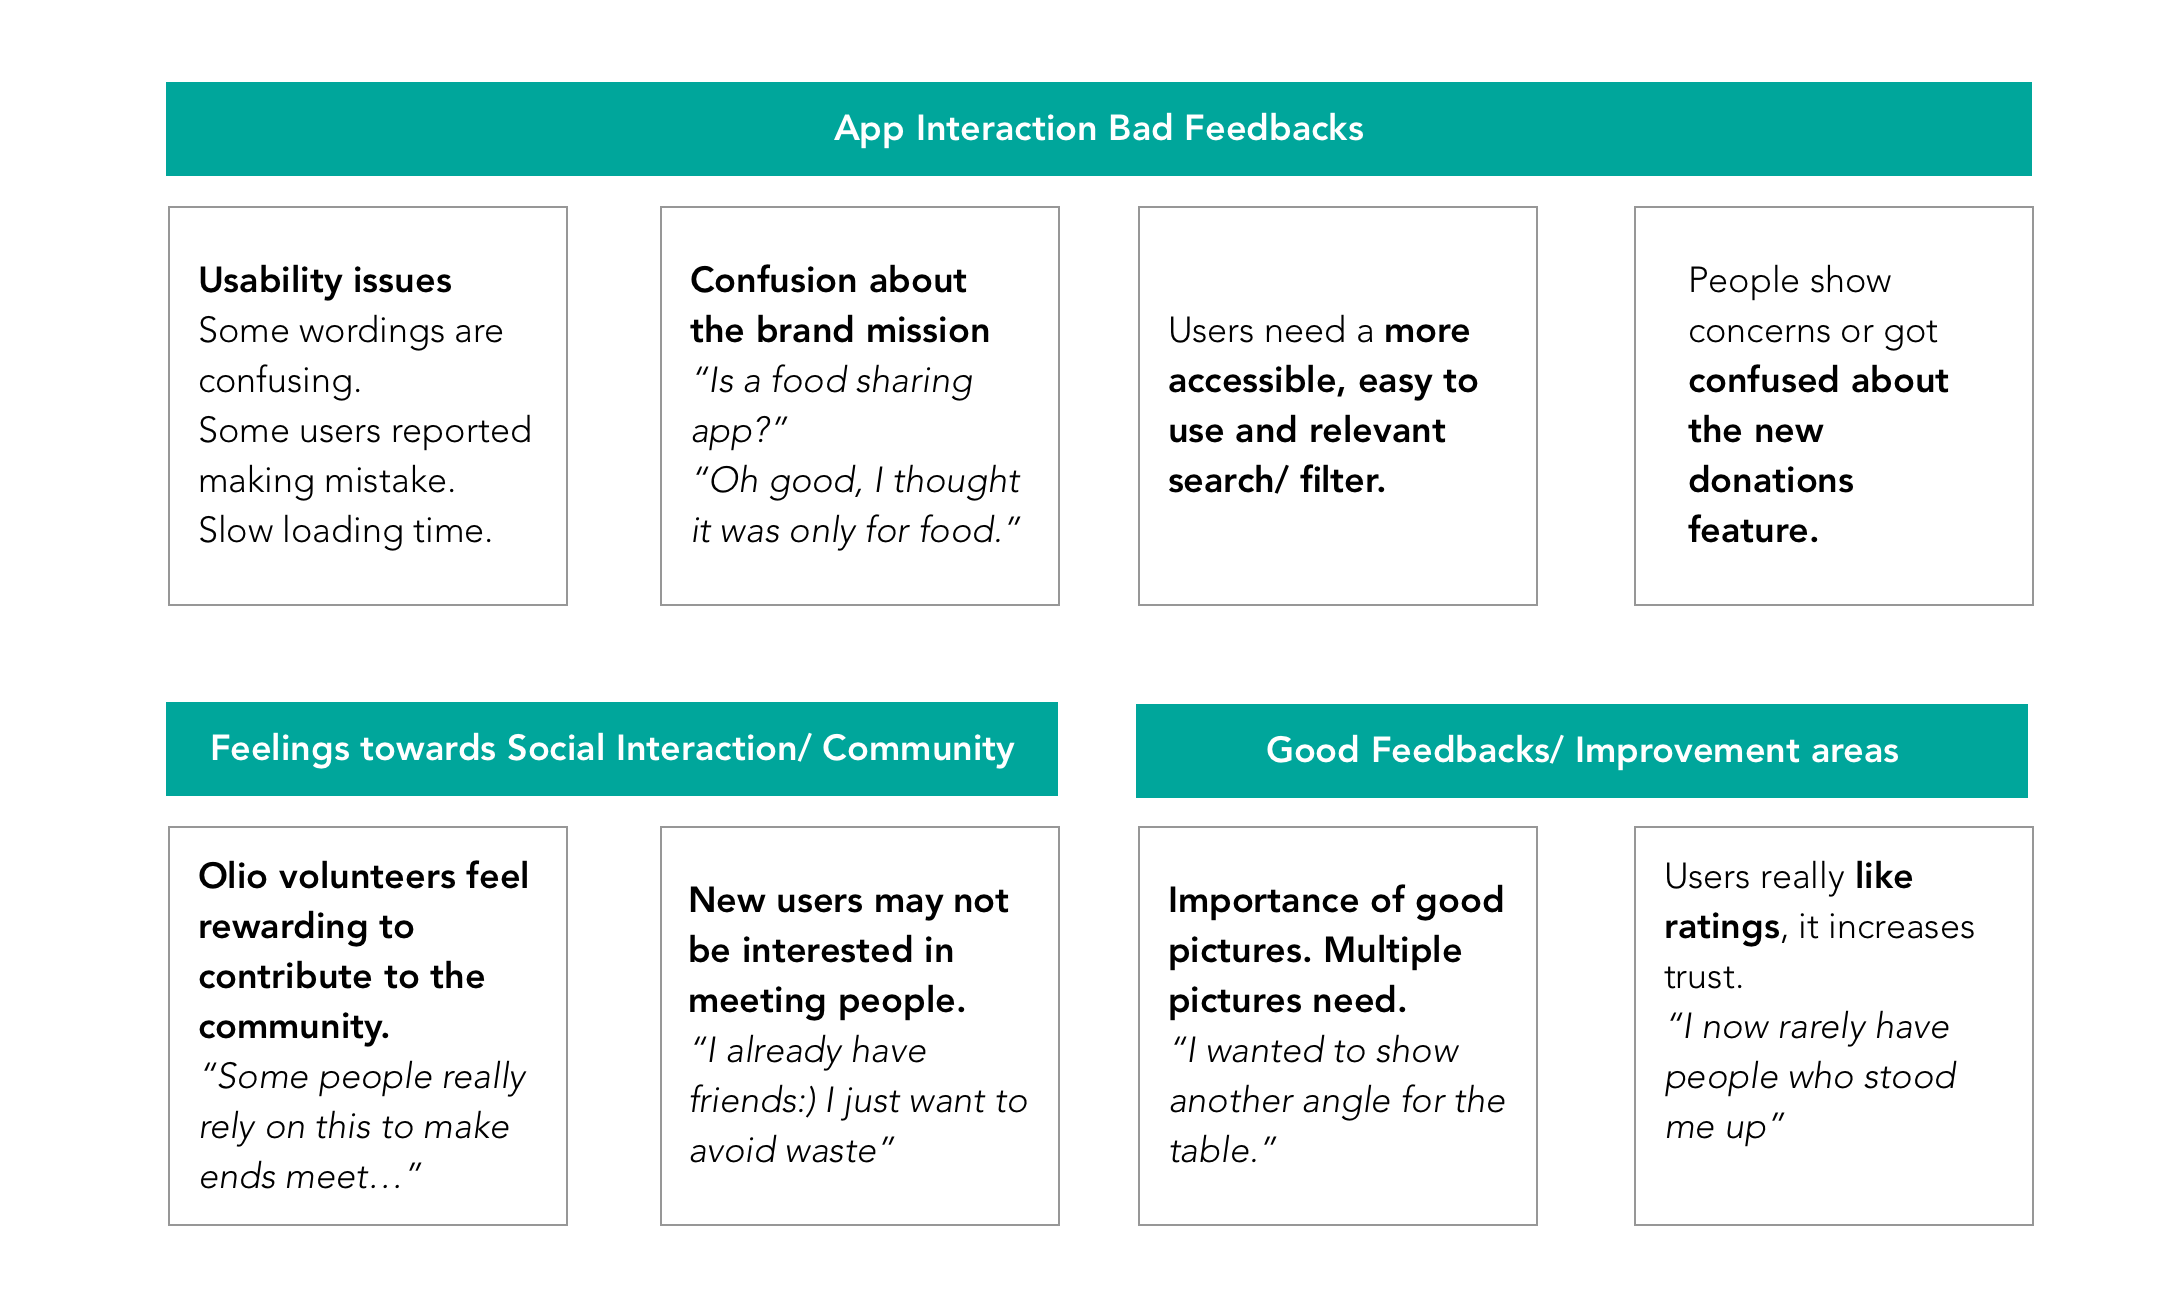 App Interaction Bad Feedbacks
Usability issues
Some wordings are
confusing.
Some users reported
making mistake.
Slow loading time.
Confusion about
the brand mission
“Is a food sharing
app?”
“Oh good, I thought
it was only for food.”
Users need a more
accessible, easy to
use and relevant
search/ filter.
People show
concerns or got
confused about
the new
donations
feature.
Feelings towards Social Interaction/ Community
Olio volunteers feel
rewarding to
contribute to the
community.
“Some people really
rely on this to make
ends meet…”
New users may not
be interested in
meeting people.
“I already have
friends:) I just want to
avoid waste”
Good Feedbacks/ Improvement areas
Importance of good
pictures. Multiple
pictures need.
“I wanted to show
another angle for the
table.”
Users really like
ratings, it increases
trust.
“I now rarely have
people who stood
me up”